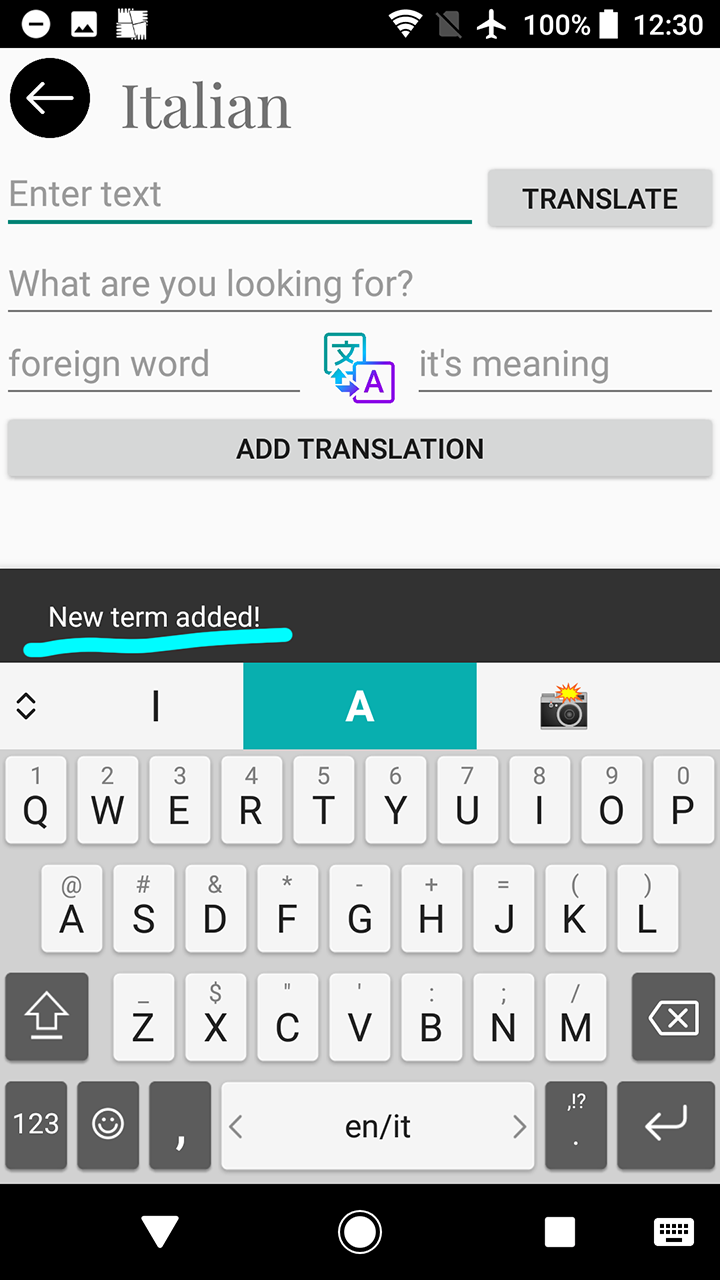 100% 12:30
Italian
Enter text TRANSLATE
What are you looking for?
foreign word 文 A it's meaning
ADD TRANSLATION
New term added!
I A
1 2 3 4 5 6 7 8 9 0
Q W E R T Y U I O P
@ # & * - + = ( )
A S D F G H J K L
_ $ " ' : ; /
Z X C V B N M
123 , en/it ,!? .